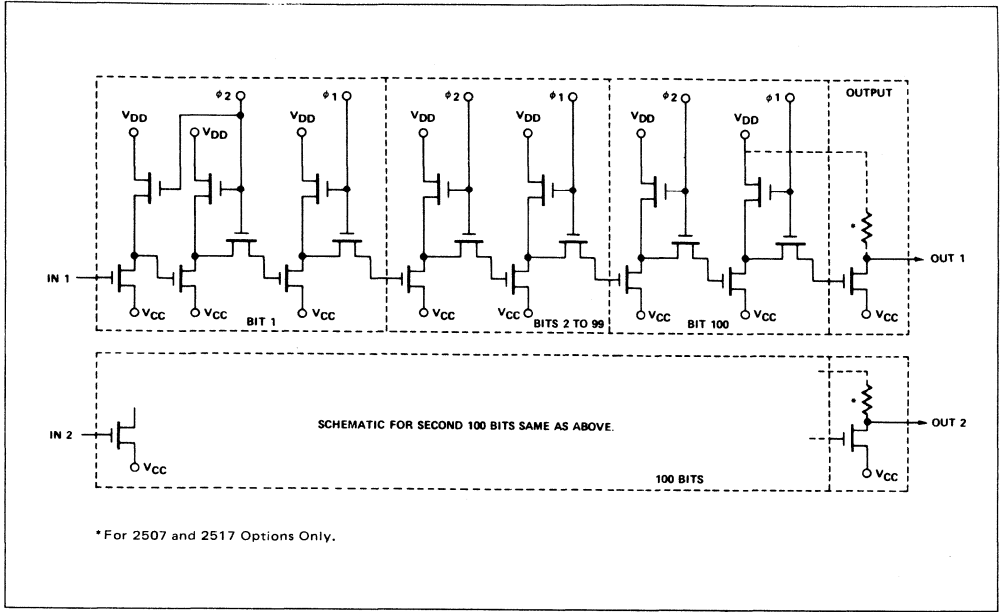 φ2 φ1 φ2 φ1 φ2 φ1 OUTPUT
VDD VDD VDD VDD VDD VDD VDD
*
IN 1 OUT 1
VCC VCC VCC VCC VCC VCC VCC VCC
BIT 1 BITS 2 TO 99 BIT 100
*
IN 2 SCHEMATIC FOR SECOND 100 BITS SAME AS ABOVE. OUT 2
VCC VCC
100 BITS
*For 2507 and 2517 Options Only.